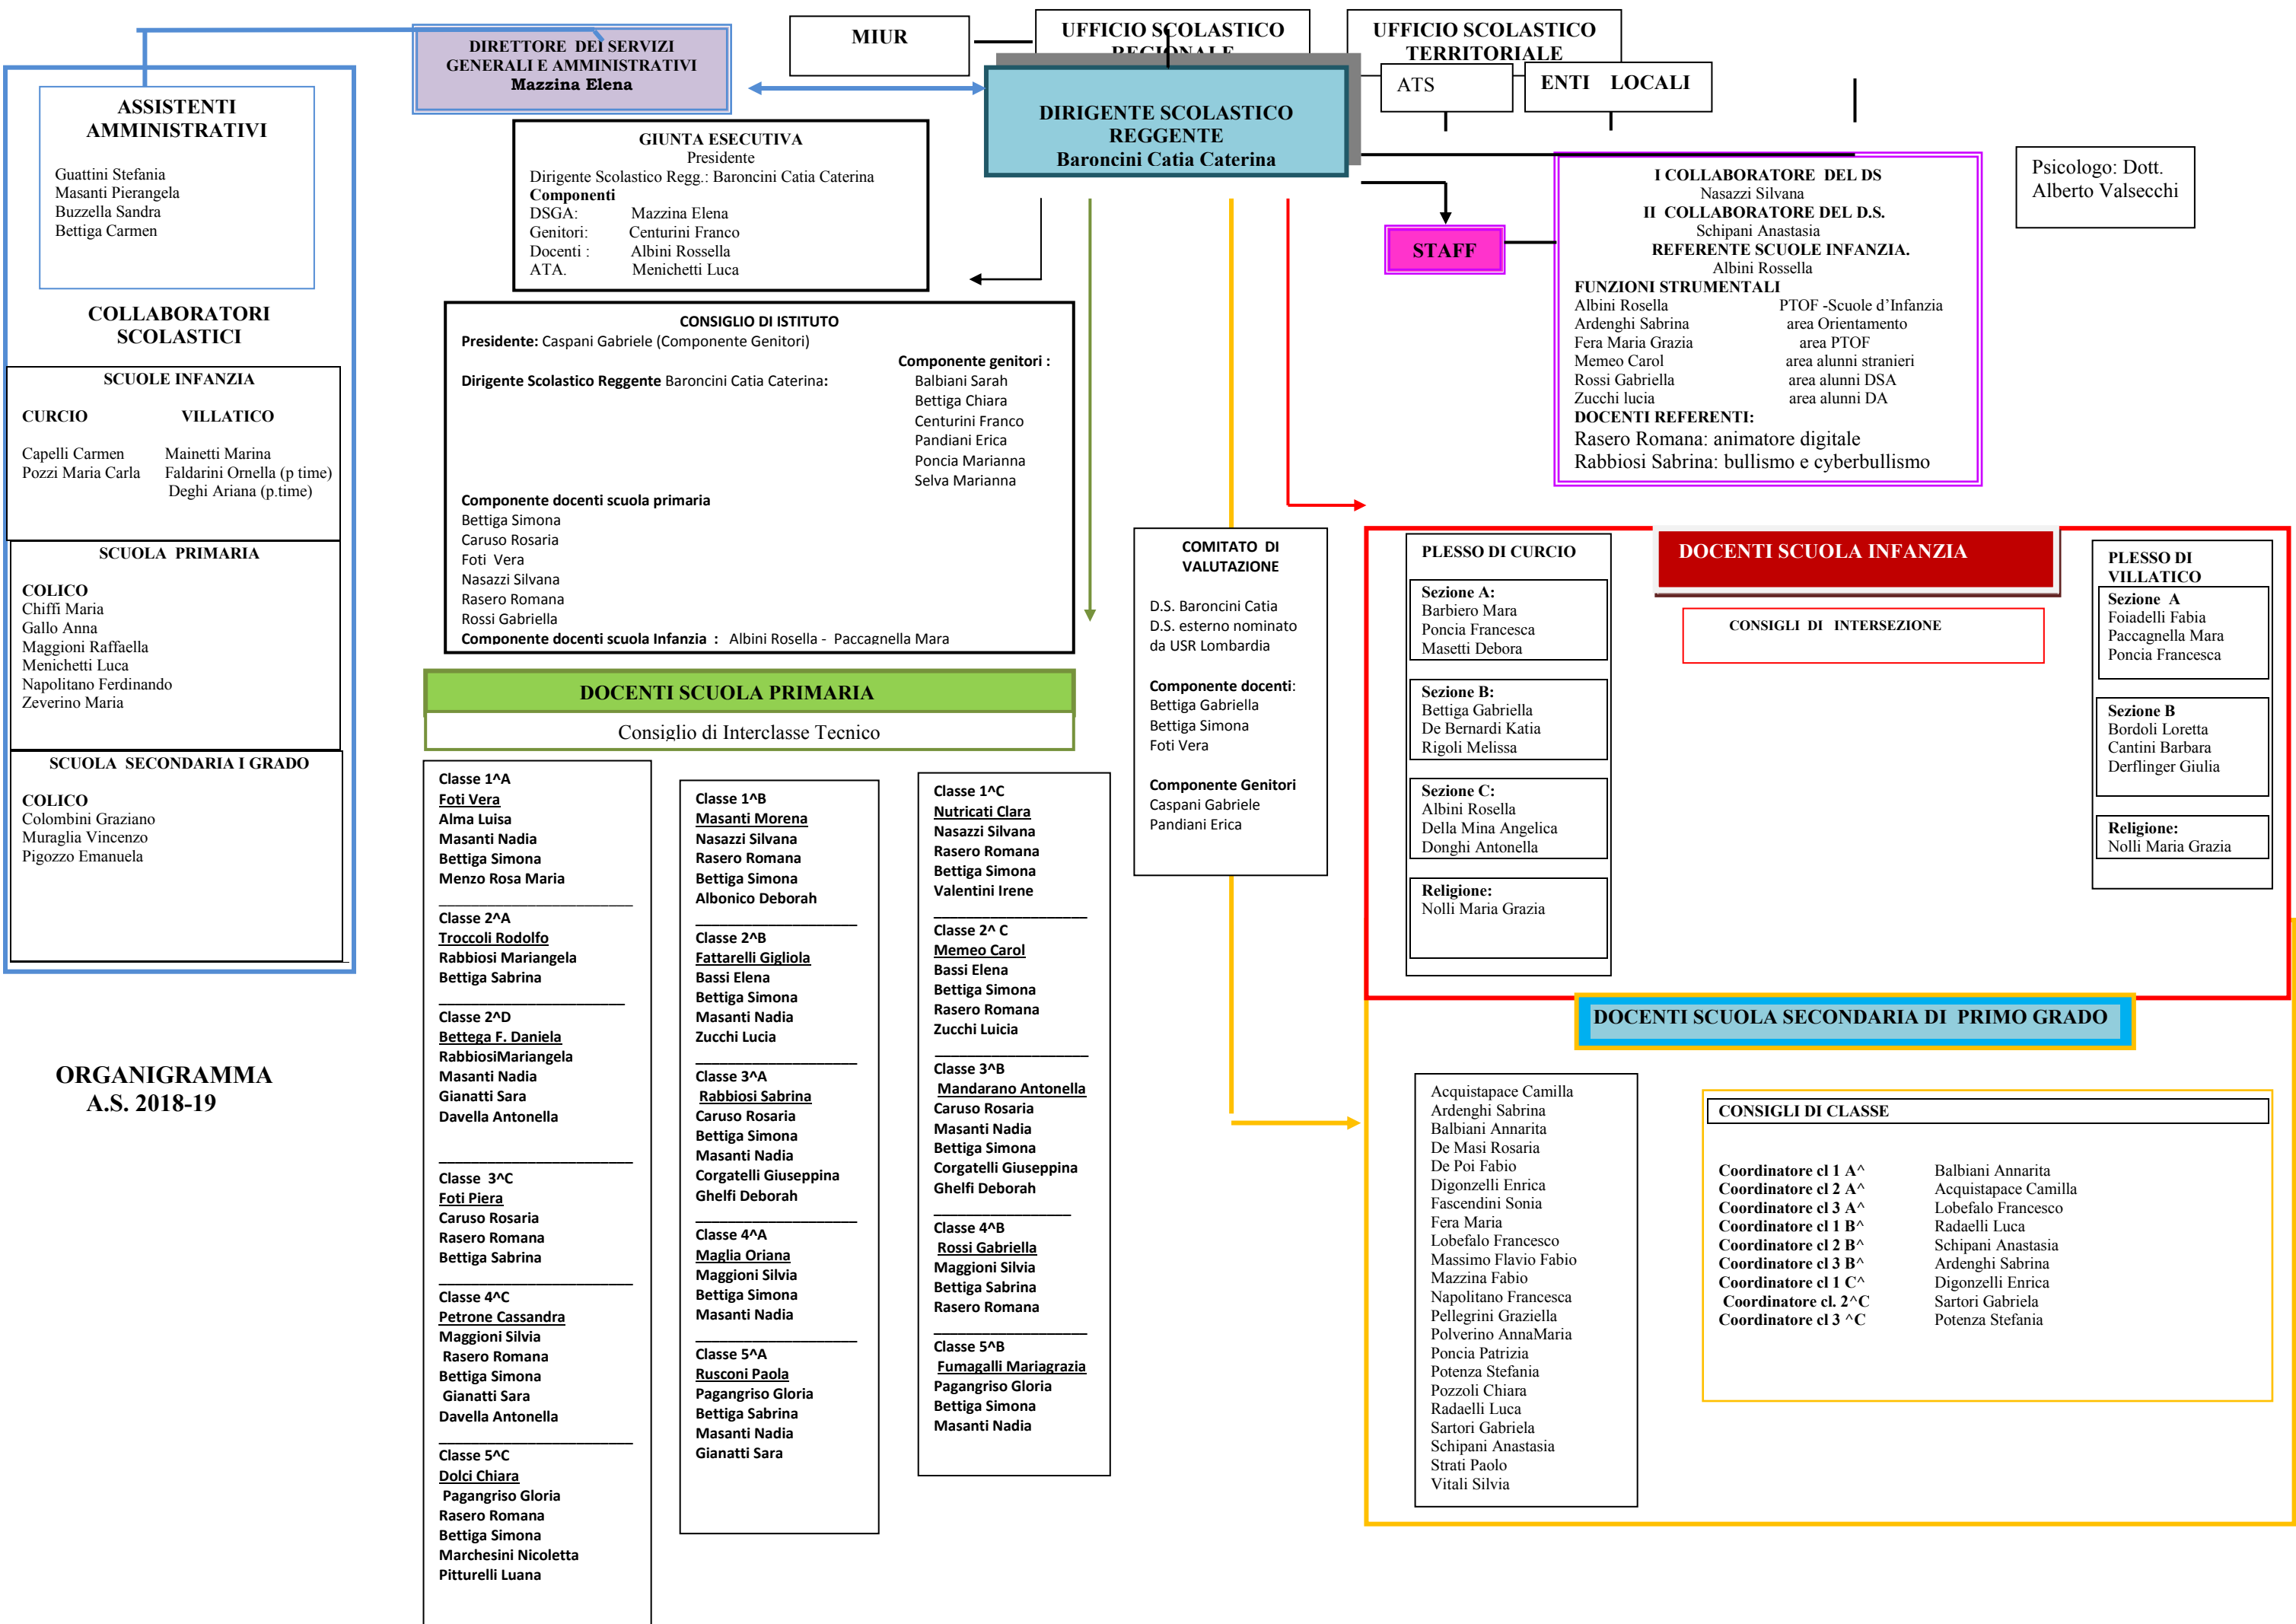 MIUR
UFFICIO SCOLASTICO
REGIONALE
UFFICIO SCOLASTICO
TERRITORIALE
ATS
ENTI LOCALI
DIRETTORE DEI SERVIZI
GENERALI E AMMINISTRATIVI
Mazzina Elena
DIRIGENTE SCOLASTICO
REGGENTE
Baroncini Catia Caterina
ASSISTENTI
AMMINISTRATIVI
Guattini Stefania
Masanti Pierangela
Buzzella Sandra
Bettiga Carmen
COLLABORATORI
SCOLASTICI
SCUOLE INFANZIA
CURCIO VILLATICO
Capelli Carmen Mainetti Marina
Pozzi Maria Carla Faldarini Ornella (p time)
Deghi Ariana (p.time)
SCUOLA PRIMARIA
COLICO
Chiffi Maria
Gallo Anna
Maggioni Raffaella
Menichetti Luca
Napolitano Ferdinando
Zeverino Maria
SCUOLA SECONDARIA I GRADO
COLICO
Colombini Graziano
Muraglia Vincenzo
Pigozzo Emanuela
ORGANIGRAMMA
A.S. 2018-19
GIUNTA ESECUTIVA
Presidente
Dirigente Scolastico Regg.: Baroncini Catia Caterina
Componenti
DSGA: Mazzina Elena
Genitori: Centurini Franco
Docenti : Albini Rossella
ATA. Menichetti Luca
CONSIGLIO DI ISTITUTO
Presidente: Caspani Gabriele (Componente Genitori)
Componente genitori :
Dirigente Scolastico Reggente Baroncini Catia Caterina: Balbiani Sarah
Bettiga Chiara
Centurini Franco
Pandiani Erica
Poncia Marianna
Selva Marianna
Componente docenti scuola primaria
Bettiga Simona
Caruso Rosaria
Foti Vera
Nasazzi Silvana
Rasero Romana
Rossi Gabriella
Componente docenti scuola Infanzia : Albini Rosella - Paccagnella Mara
DOCENTI SCUOLA PRIMARIA
Consiglio di Interclasse Tecnico
Classe 1^A
Foti Vera
Alma Luisa
Masanti Nadia
Bettiga Simona
Menzo Rosa Maria
Classe 2^A
Troccoli Rodolfo
Rabbiosi Mariangela
Bettiga Sabrina
Classe 2^D
Bettega F. Daniela
RabbiosiMariangela
Masanti Nadia
Gianatti Sara
Davella Antonella
Classe 3^C
Foti Piera
Caruso Rosaria
Rasero Romana
Bettiga Sabrina
Classe 4^C
Petrone Cassandra
Maggioni Silvia
Rasero Romana
Bettiga Simona
Gianatti Sara
Davella Antonella
Classe 5^C
Dolci Chiara
Pagangriso Gloria
Rasero Romana
Bettiga Simona
Marchesini Nicoletta
Pitturelli Luana
Classe 1^B
Masanti Morena
Nasazzi Silvana
Rasero Romana
Bettiga Simona
Albonico Deborah
Classe 2^B
Fattarelli Gigliola
Bassi Elena
Bettiga Simona
Masanti Nadia
Zucchi Lucia
Classe 3^A
Rabbiosi Sabrina
Caruso Rosaria
Bettiga Simona
Masanti Nadia
Corgatelli Giuseppina
Ghelfi Deborah
Classe 4^A
Maglia Oriana
Maggioni Silvia
Bettiga Simona
Masanti Nadia
Classe 5^A
Rusconi Paola
Pagangriso Gloria
Bettiga Sabrina
Masanti Nadia
Gianatti Sara
Classe 1^C
Nutricati Clara
Nasazzi Silvana
Rasero Romana
Bettiga Simona
Valentini Irene
Classe 2^ C
Memeo Carol
Bassi Elena
Bettiga Simona
Rasero Romana
Zucchi Luicia
Classe 3^B
Mandarano Antonella
Caruso Rosaria
Masanti Nadia
Bettiga Simona
Corgatelli Giuseppina
Ghelfi Deborah
Classe 4^B
Rossi Gabriella
Maggioni Silvia
Bettiga Sabrina
Rasero Romana
Classe 5^B
Fumagalli Mariagrazia
Pagangriso Gloria
Bettiga Simona
Masanti Nadia
COMITATO DI
VALUTAZIONE
D.S. Baroncini Catia
D.S. esterno nominato
da USR Lombardia
Componente docenti:
Bettiga Gabriella
Bettiga Simona
Foti Vera
Componente Genitori
Caspani Gabriele
Pandiani Erica
STAFF
I COLLABORATORE DEL DS
Nasazzi Silvana
II COLLABORATORE DEL D.S.
Schipani Anastasia
REFERENTE SCUOLE INFANZIA.
Albini Rossella
FUNZIONI STRUMENTALI
Albini Rosella PTOF -Scuole d'Infanzia
Ardenghi Sabrina area Orientamento
Fera Maria Grazia area PTOF
Memeo Carol area alunni stranieri
Rossi Gabriella area alunni DSA
Zucchi lucia area alunni DA
DOCENTI REFERENTI:
Rasero Romana: animatore digitale
Rabbiosi Sabrina: bullismo e cyberbullismo
Psicologo: Dott.
Alberto Valsecchi
DOCENTI SCUOLA INFANZIA
CONSIGLI DI INTERSEZIONE
PLESSO DI CURCIO
Sezione A:
Barbiero Mara
Poncia Francesca
Masetti Debora
Sezione B:
Bettiga Gabriella
De Bernardi Katia
Rigoli Melissa
Sezione C:
Albini Rosella
Della Mina Angelica
Donghi Antonella
Religione:
Nolli Maria Grazia
PLESSO DI
VILLATICO
Sezione A
Foiadelli Fabia
Paccagnella Mara
Poncia Francesca
Sezione B
Bordoli Loretta
Cantini Barbara
Derflinger Giulia
Religione:
Nolli Maria Grazia
DOCENTI SCUOLA SECONDARIA DI PRIMO GRADO
Acquistapace Camilla
Ardenghi Sabrina
Balbiani Annarita
De Masi Rosaria
De Poi Fabio
Digonzelli Enrica
Fascendini Sonia
Fera Maria
Lobefalo Francesco
Massimo Flavio Fabio
Mazzina Fabio
Napolitano Francesca
Pellegrini Graziella
Polverino AnnaMaria
Poncia Patrizia
Potenza Stefania
Pozzoli Chiara
Radaelli Luca
Sartori Gabriela
Schipani Anastasia
Strati Paolo
Vitali Silvia
CONSIGLI DI CLASSE
Coordinatore cl 1 A^ Balbiani Annarita
Coordinatore cl 2 A^ Acquistapace Camilla
Coordinatore cl 3 A^ Lobefalo Francesco
Coordinatore cl 1 B^ Radaelli Luca
Coordinatore cl 2 B^ Schipani Anastasia
Coordinatore cl 3 B^ Ardenghi Sabrina
Coordinatore cl 1 C^ Digonzelli Enrica
Coordinatore cl. 2^C Sartori Gabriela
Coordinatore cl 3 ^C Potenza Stefania